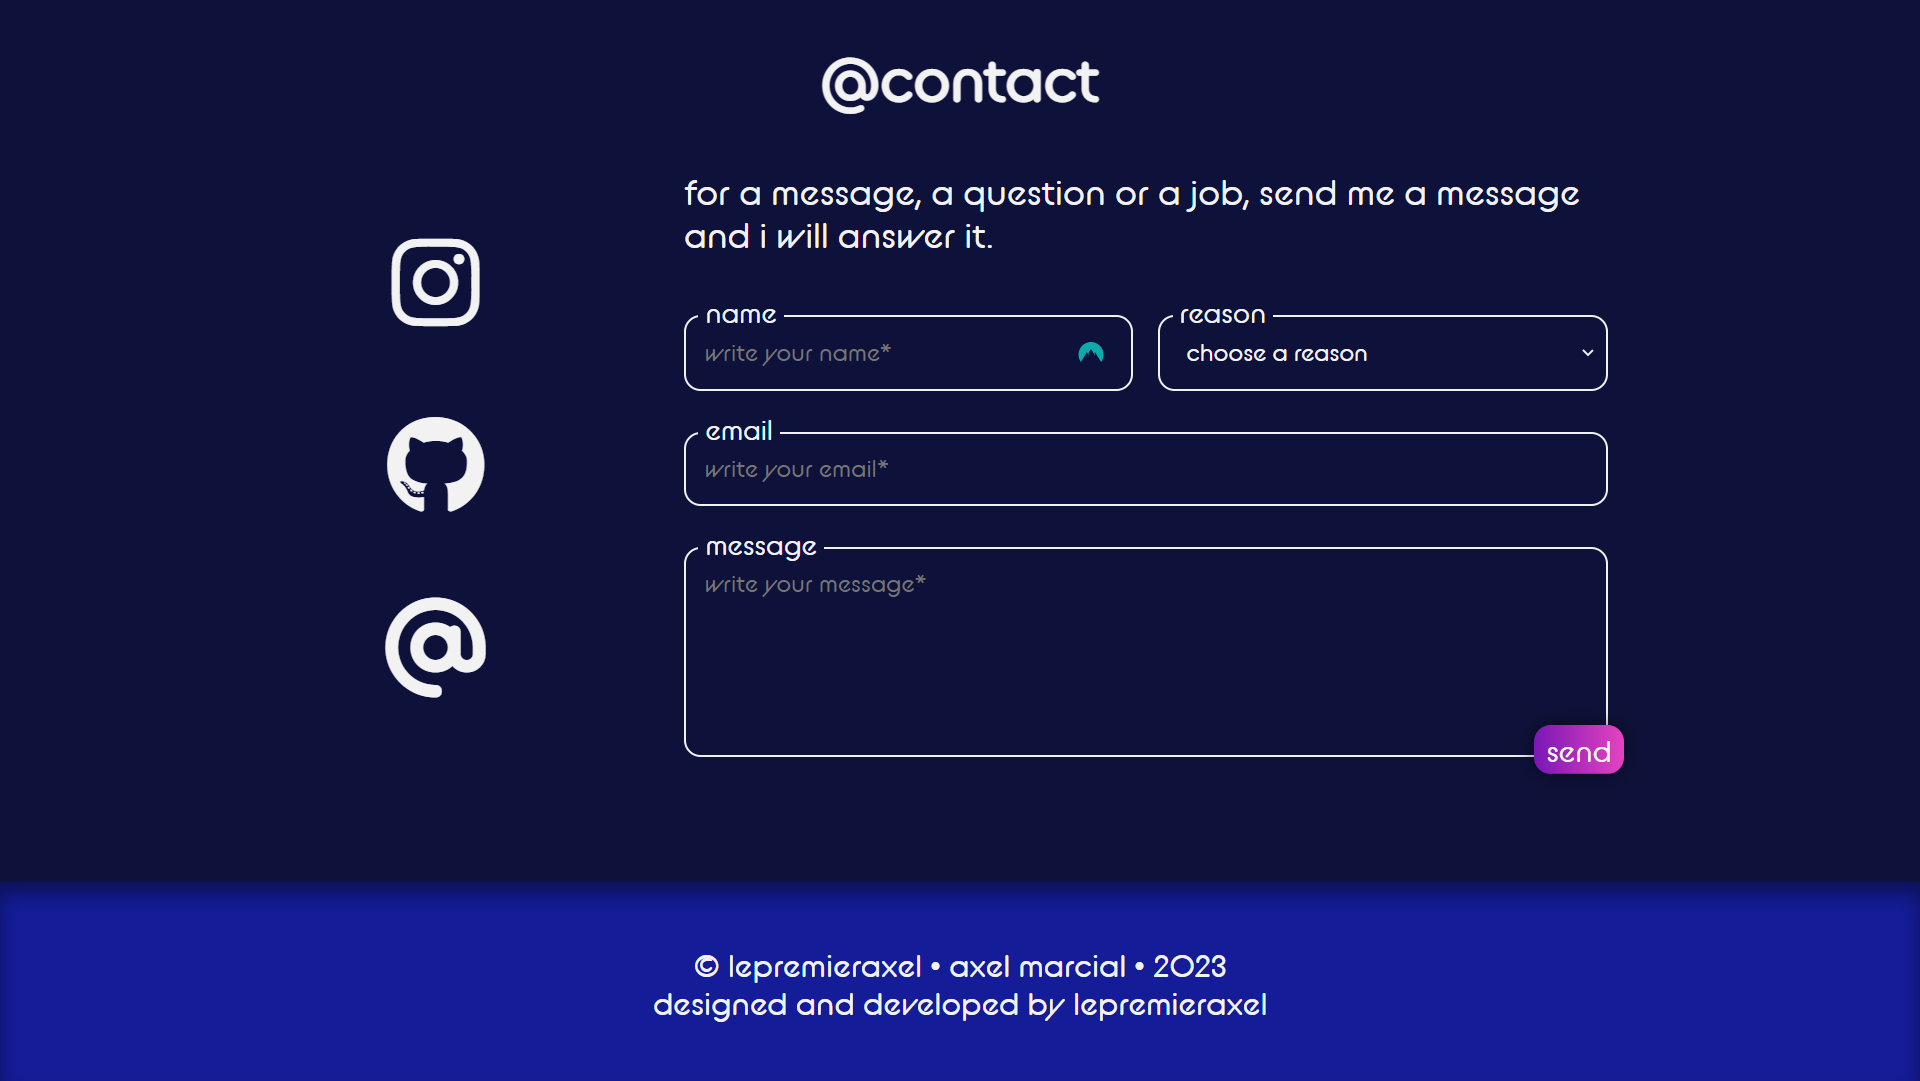 @contact
for a message, a question or a job, send me a message
and i will answer it.
name
write your name*
reason
choose a reason
email
write your email*
message
write your message*
send
© lepremieraxel • axel marcial • 2023
designed and developed by lepremieraxel